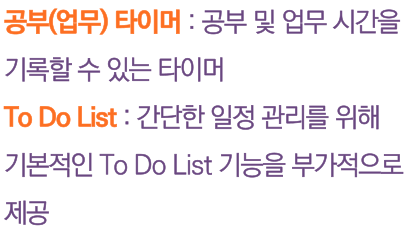 공부(업무) 타이머 : 공부 및 업무 시간을
기록할 수 있는 타이머
To Do List : 간단한 일정 관리를 위해
기본적인 To Do List 기능을 부가적으로
제공